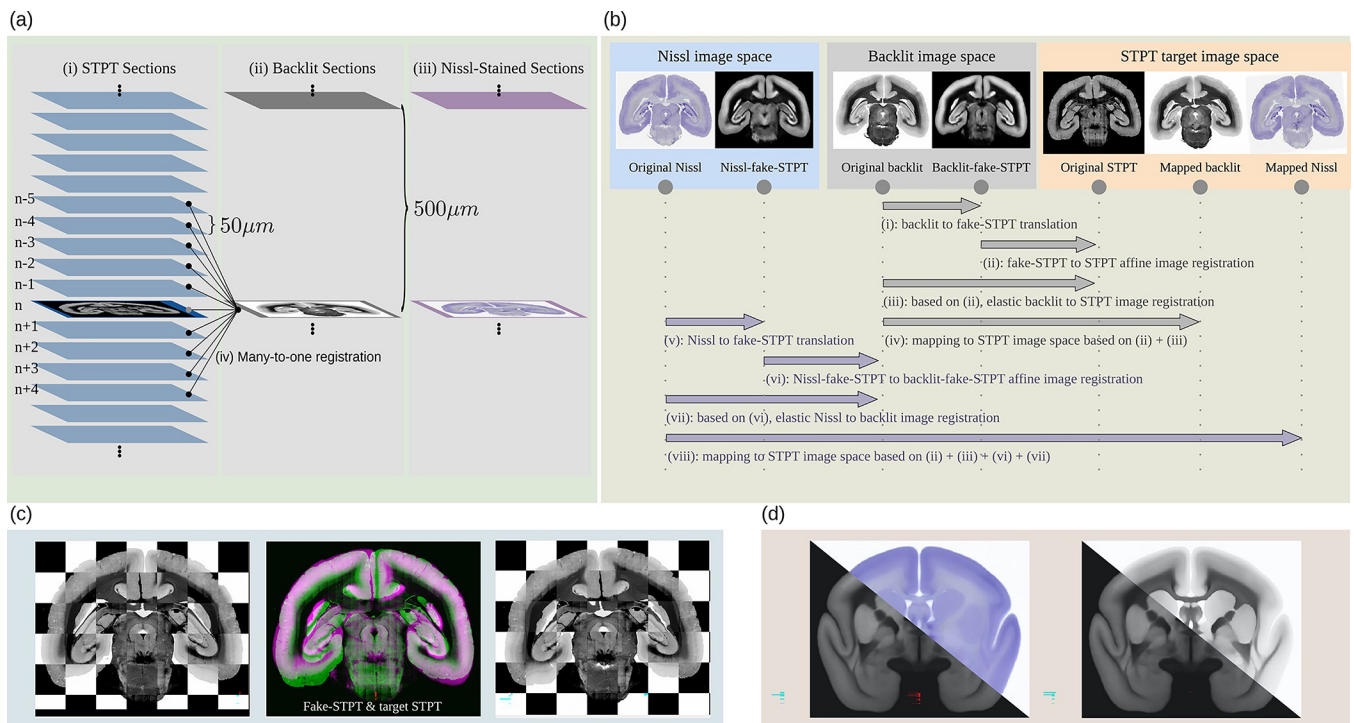 (a)
(i) STPT Sections
(ii) Backlit Sections
(iii) Nissl-Stained Sections
n-5
n-4
n-3
n-2
n-1
n
n+1
n+2
n+3
n+4
50μm
500μm
(iv) Many-to-one registration
(b)
Nissl image space
Backlit image space
STPT target image space
Original Nissl
Nissl-fake-STPT
Original backlit
Backlit-fake-STPT
Original STPT
Mapped backlit
Mapped Nissl
(i): backlit to fake-STPT translation
(ii): fake-STPT to STPT affine image registration
(iii): based on (ii), elastic backlit to STPT image registration
(iv): mapping to STPT image space based on (ii) + (iii)
(v): Nissl to fake-STPT translation
(vi): Nissl-fake-STPT to backlit-fake-STPT affine image registration
(vii): based on (vi), elastic Nissl to backlit image registration
(viii): mapping to STPT image space based on (ii) + (iii) + (vi) + (vii)
(c)
Fake-STPT & target STPT
(d)